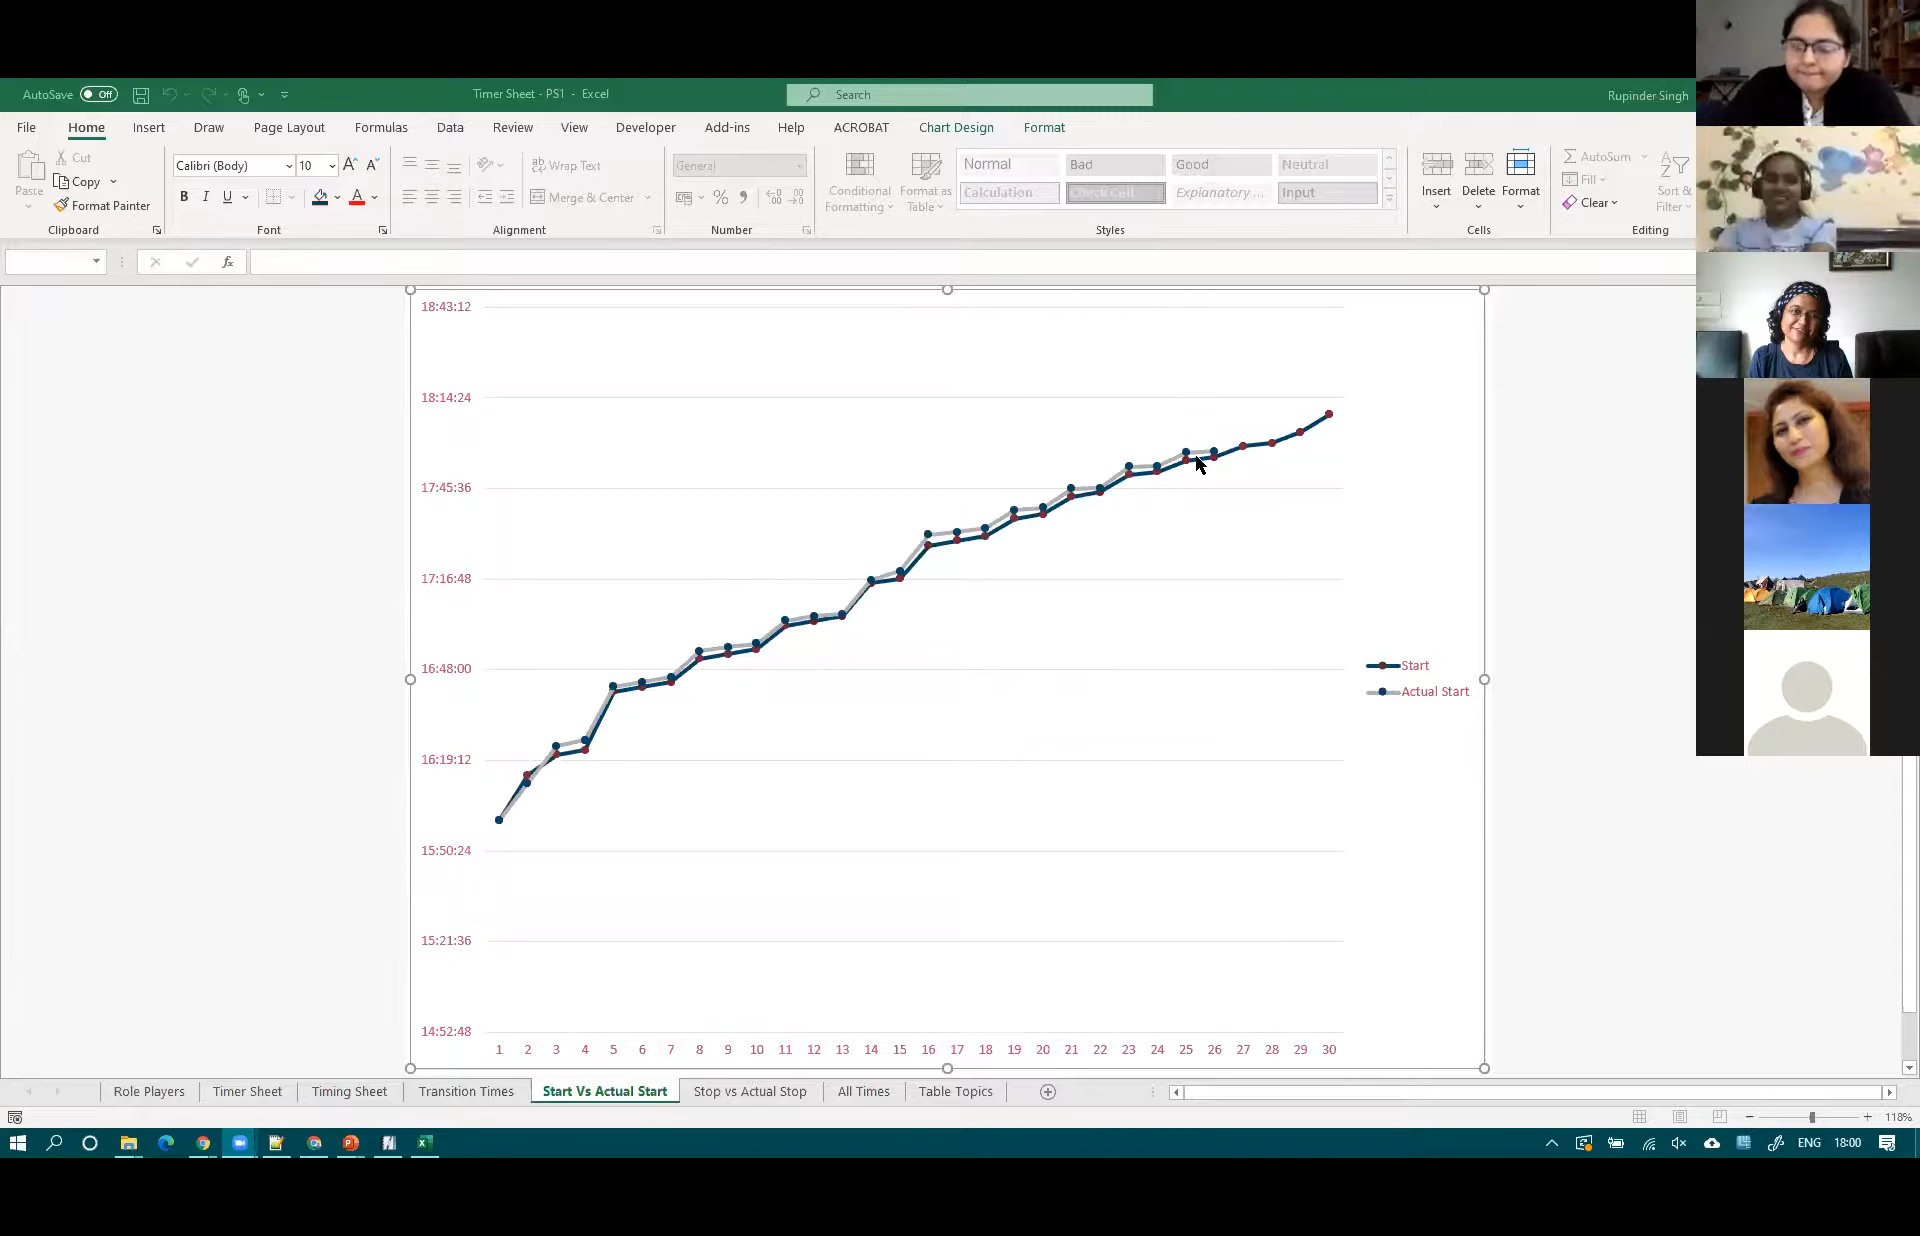 AutoSave Off
Timer Sheet - PS1 - Excel
Search
Rupinder Singh
File Home Insert Draw Page Layout Formulas Data Review View Developer Add-ins Help ACROBAT Chart Design Format
Paste
Cut
Copy
Format Painter
Clipboard
Calibri (Body) 10
B I U
Font
Wrap Text
Merge & Center
Alignment
General
Number
Conditional Formatting
Format as Table
Normal Bad Good Neutral
Calculation Check Cell Explanatory ... Input
Styles
Insert Delete Format
Cells
AutoSum
Fill
Clear
Sort & Filter
Editing
18:43:12
18:14:24
17:45:36
17:16:48
16:48:00
16:19:12
15:50:24
15:21:36
14:52:48
1 2 3 4 5 6 7 8 9 10 11 12 13 14 15 16 17 18 19 20 21 22 23 24 25 26 27 28 29 30
Start
Actual Start
Role Players Timer Sheet Timing Sheet Transition Times Start Vs Actual Start Stop vs Actual Stop All Times Table Topics
118%
ENG 18:00